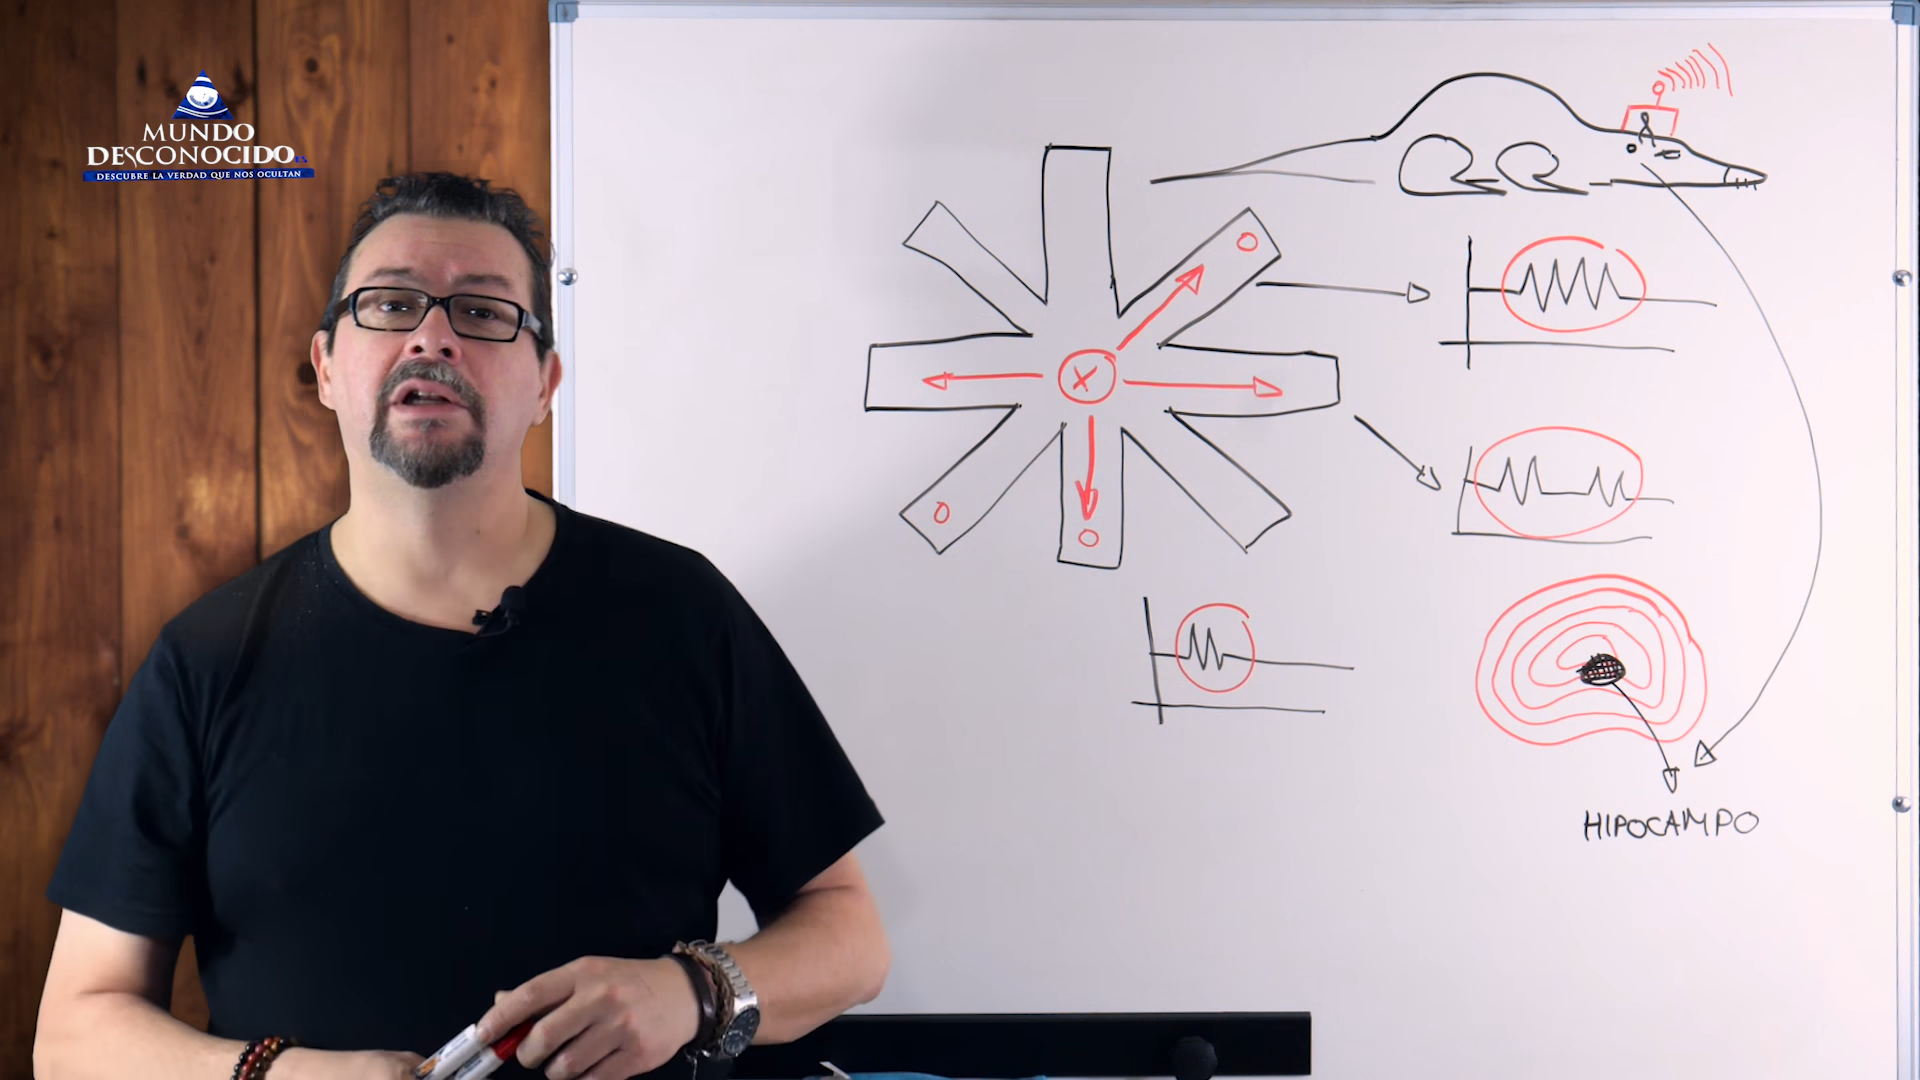 MUNDO
DESCONOCIDO.ES
DESCUBRE LA VERDAD QUE NOS OCULTAN
X
HIPOCAMPO